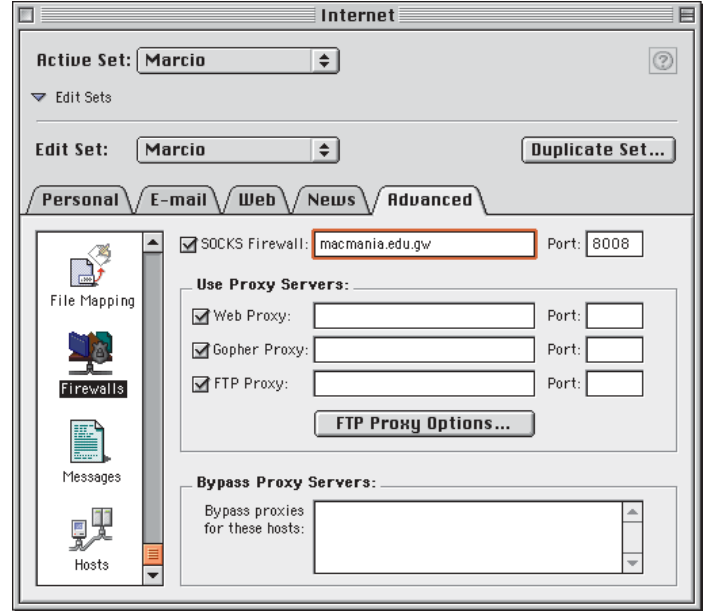 Internet
Active Set: Marcio
Edit Sets
Edit Set: Marcio Duplicate Set...
Personal E-mail Web News Advanced
File Mapping
Firewalls
Messages
Hosts
SOCKS Firewall: macmania.edu.gw Port: 8008
Use Proxy Servers:
Web Proxy: Port:
Gopher Proxy: Port:
FTP Proxy: Port:
FTP Proxy Options...
Bypass Proxy Servers:
Bypass proxies
for these hosts: